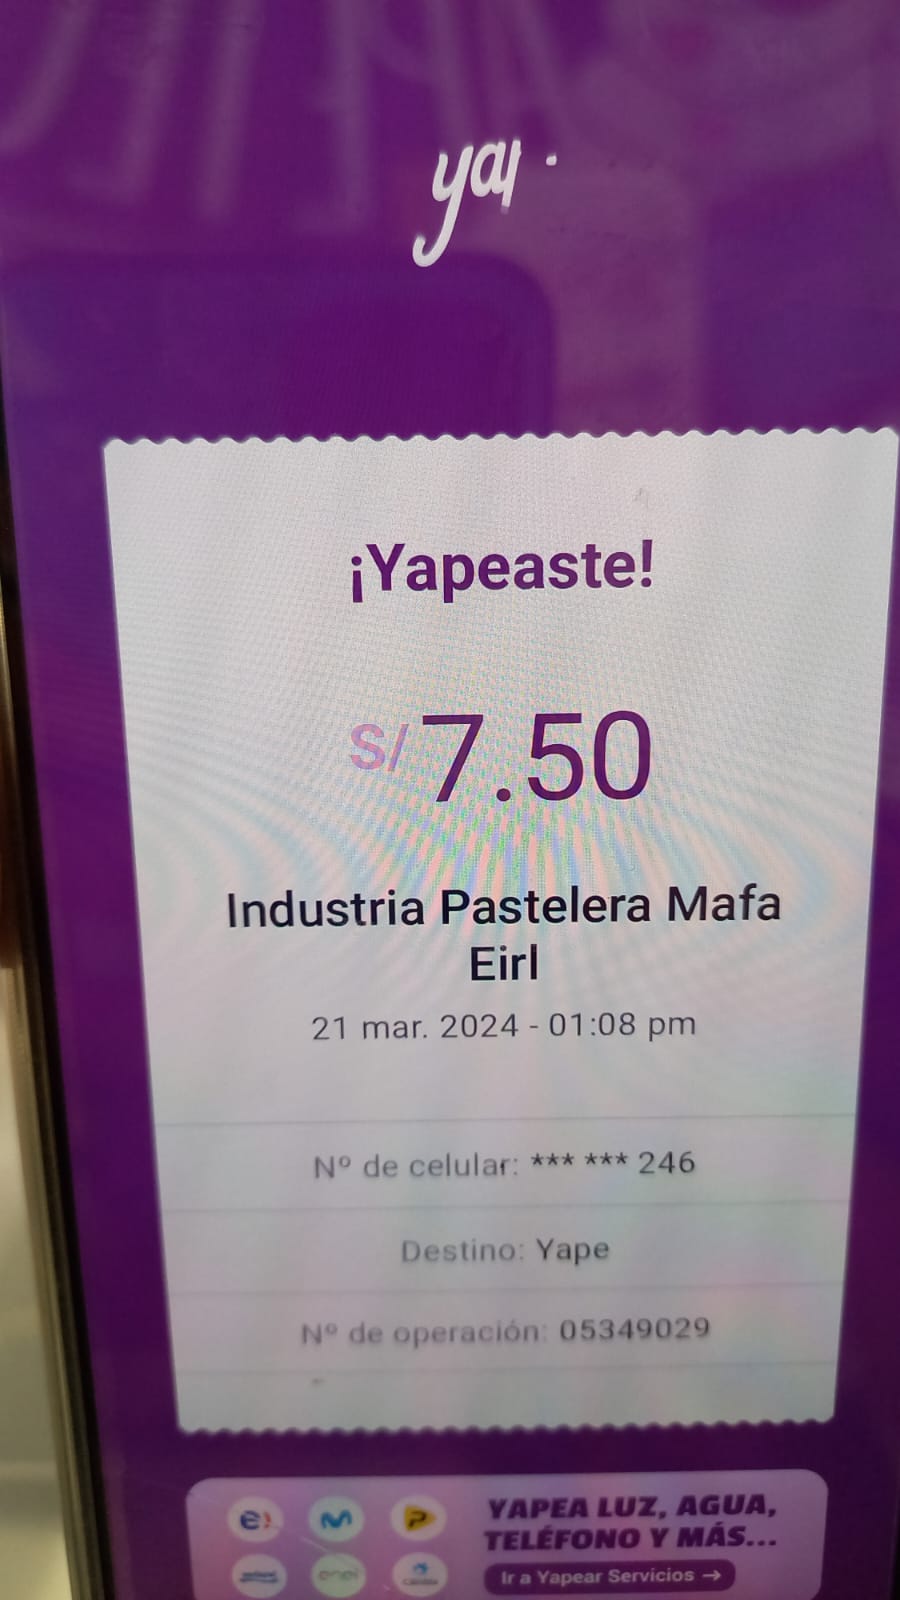 ¡Yapeaste!
S/ 7.50
Industria Pastelera Mafa
Eirl
21 mar. 2024 - 01:08 pm
Nº de celular: *** *** 246
Destino: Yape
Nº de operación: 05349029
YAPEA LUZ, AGUA,
TELÉFONO Y MÁS...
Ir a Yapear Servicios →